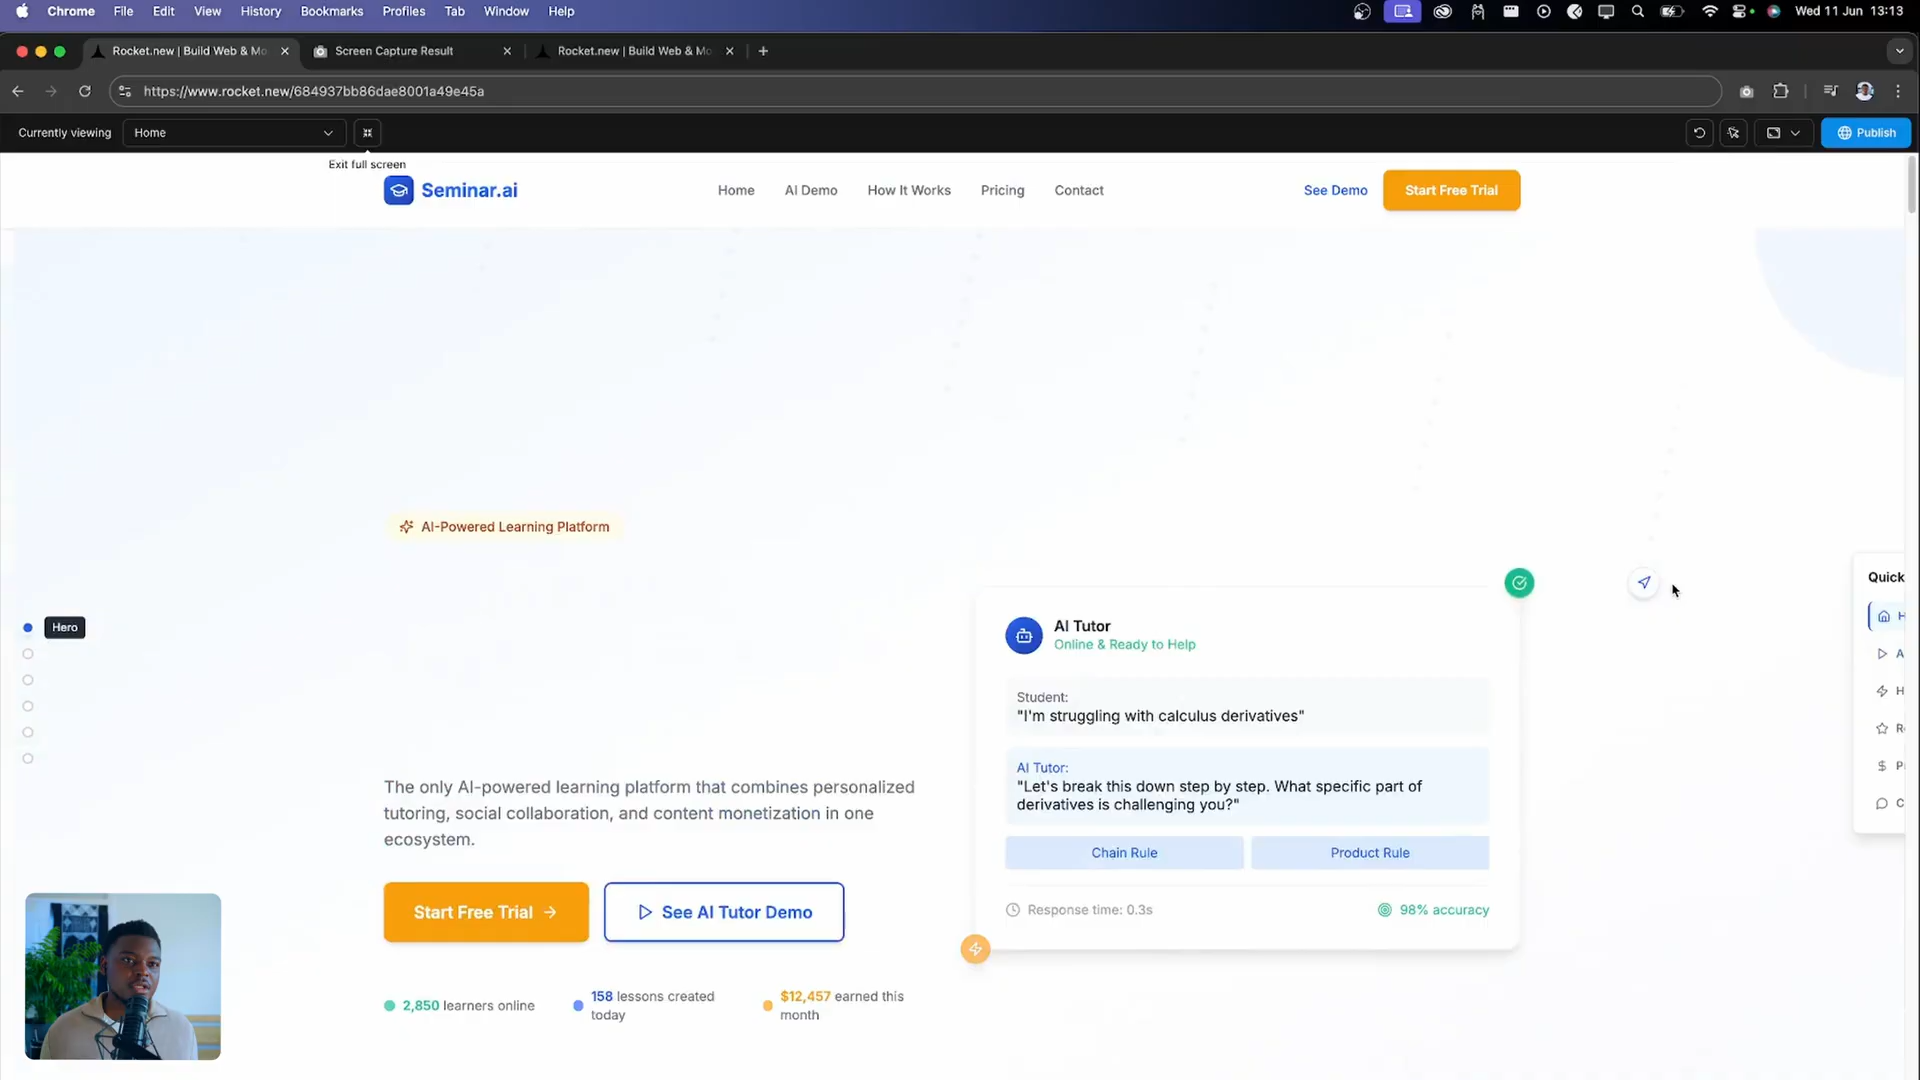 Chrome File Edit View History Bookmarks Profiles Tab Window Help
Wed 11 Jun 13:13
Rocket.new | Build Web & Mo
Screen Capture Result
Rocket.new | Build Web & Mo
https://www.rocket.new/684937bb86dae8001a49e45a
Currently viewing
Home
Publish
Exit full screen
Seminar.ai
Home
AI Demo
How It Works
Pricing
Contact
See Demo
Start Free Trial
AI-Powered Learning Platform
Hero
The only AI-powered learning platform that combines personalized
tutoring, social collaboration, and content monetization in one
ecosystem.
Start Free Trial
See AI Tutor Demo
2,850 learners online
158 lessons created
today
$12,457 earned this
month
AI Tutor
Online & Ready to Help
Student:
"I'm struggling with calculus derivatives"
AI Tutor:
"Let's break this down step by step. What specific part of
derivatives is challenging you?"
Chain Rule
Product Rule
Response time: 0.3s
98% accuracy
Quick
H
A
H
R
P
C